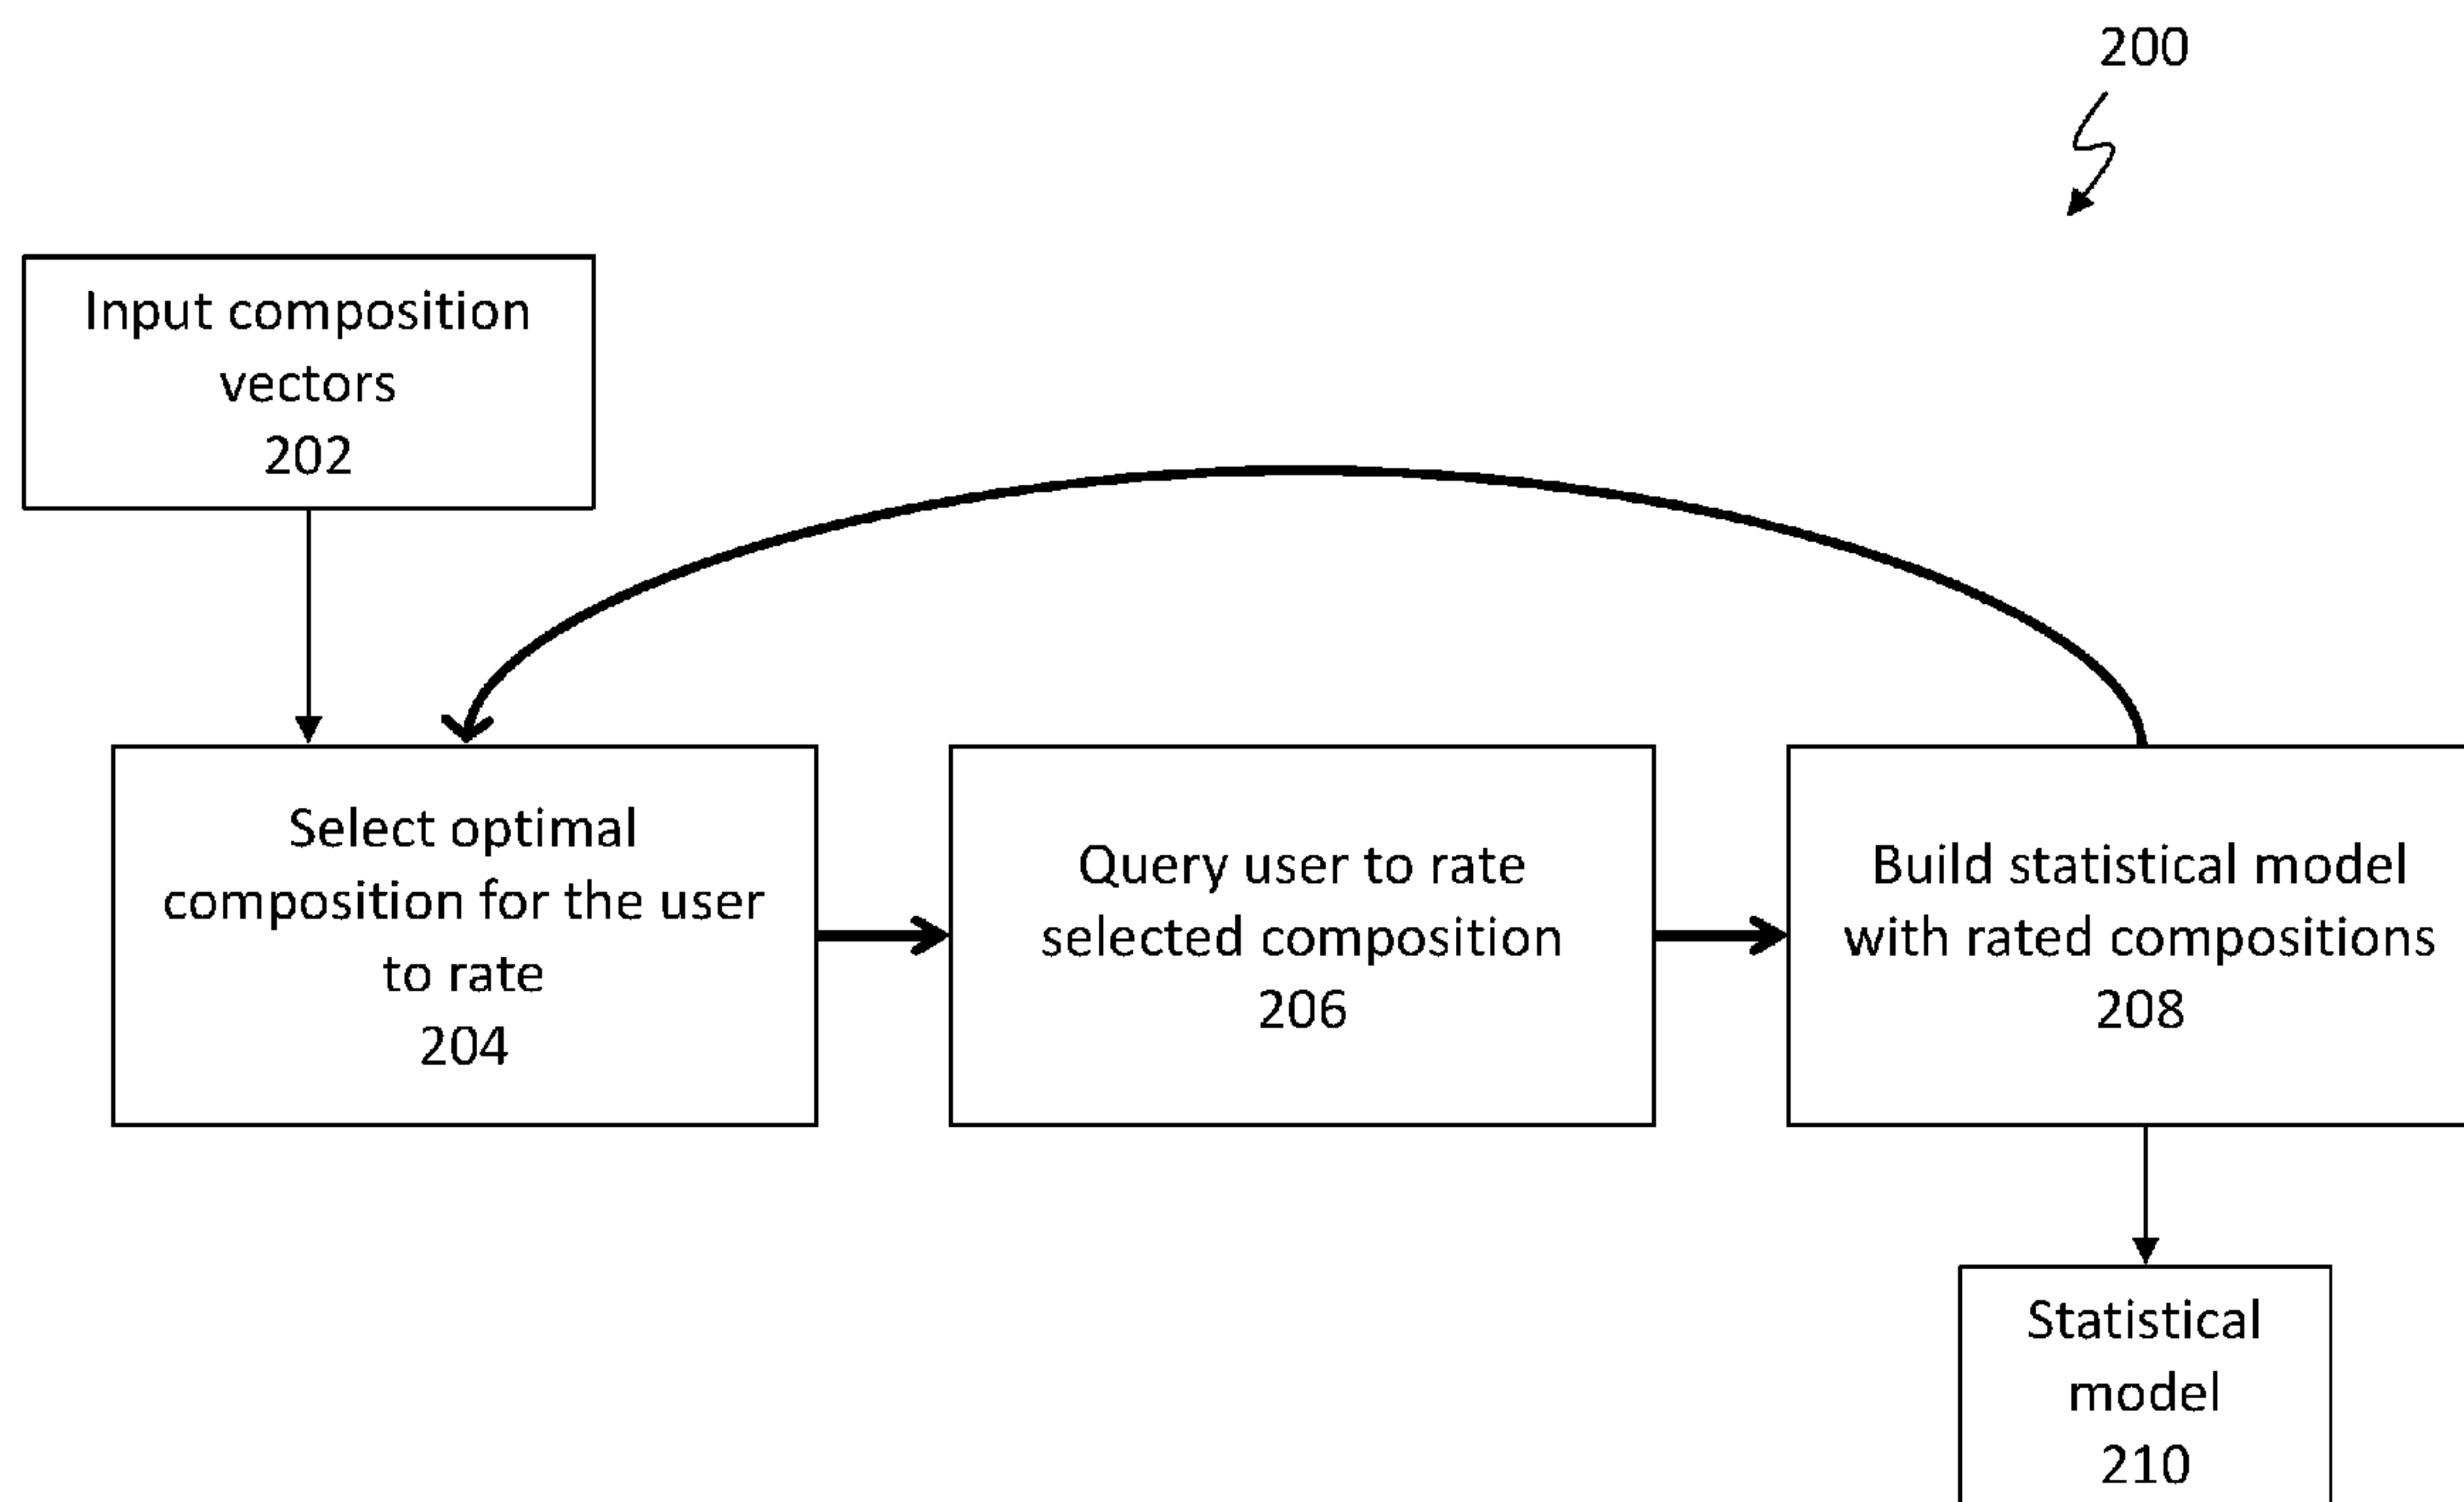 200
Input composition
vectors
202
Select optimal
composition for the user
to rate
204
Query user to rate
selected composition
206
Build statistical model
with rated compositions
208
Statistical
model
210